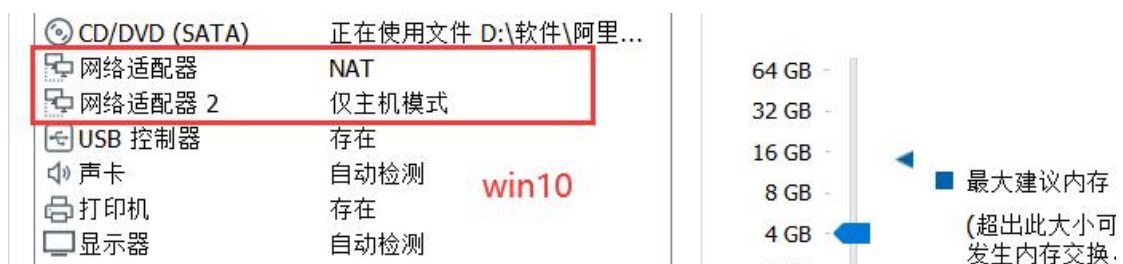 CD/DVD (SATA) 正在使用文件 D:\软件\阿里...
网络适配器 NAT
网络适配器 2 仅主机模式
USB 控制器 存在
声卡 自动检测
打印机 存在
显示器 自动检测
win10
64 GB
32 GB
16 GB
8 GB
4 GB
最大建议内存
(超出此大小可
发生内存交换